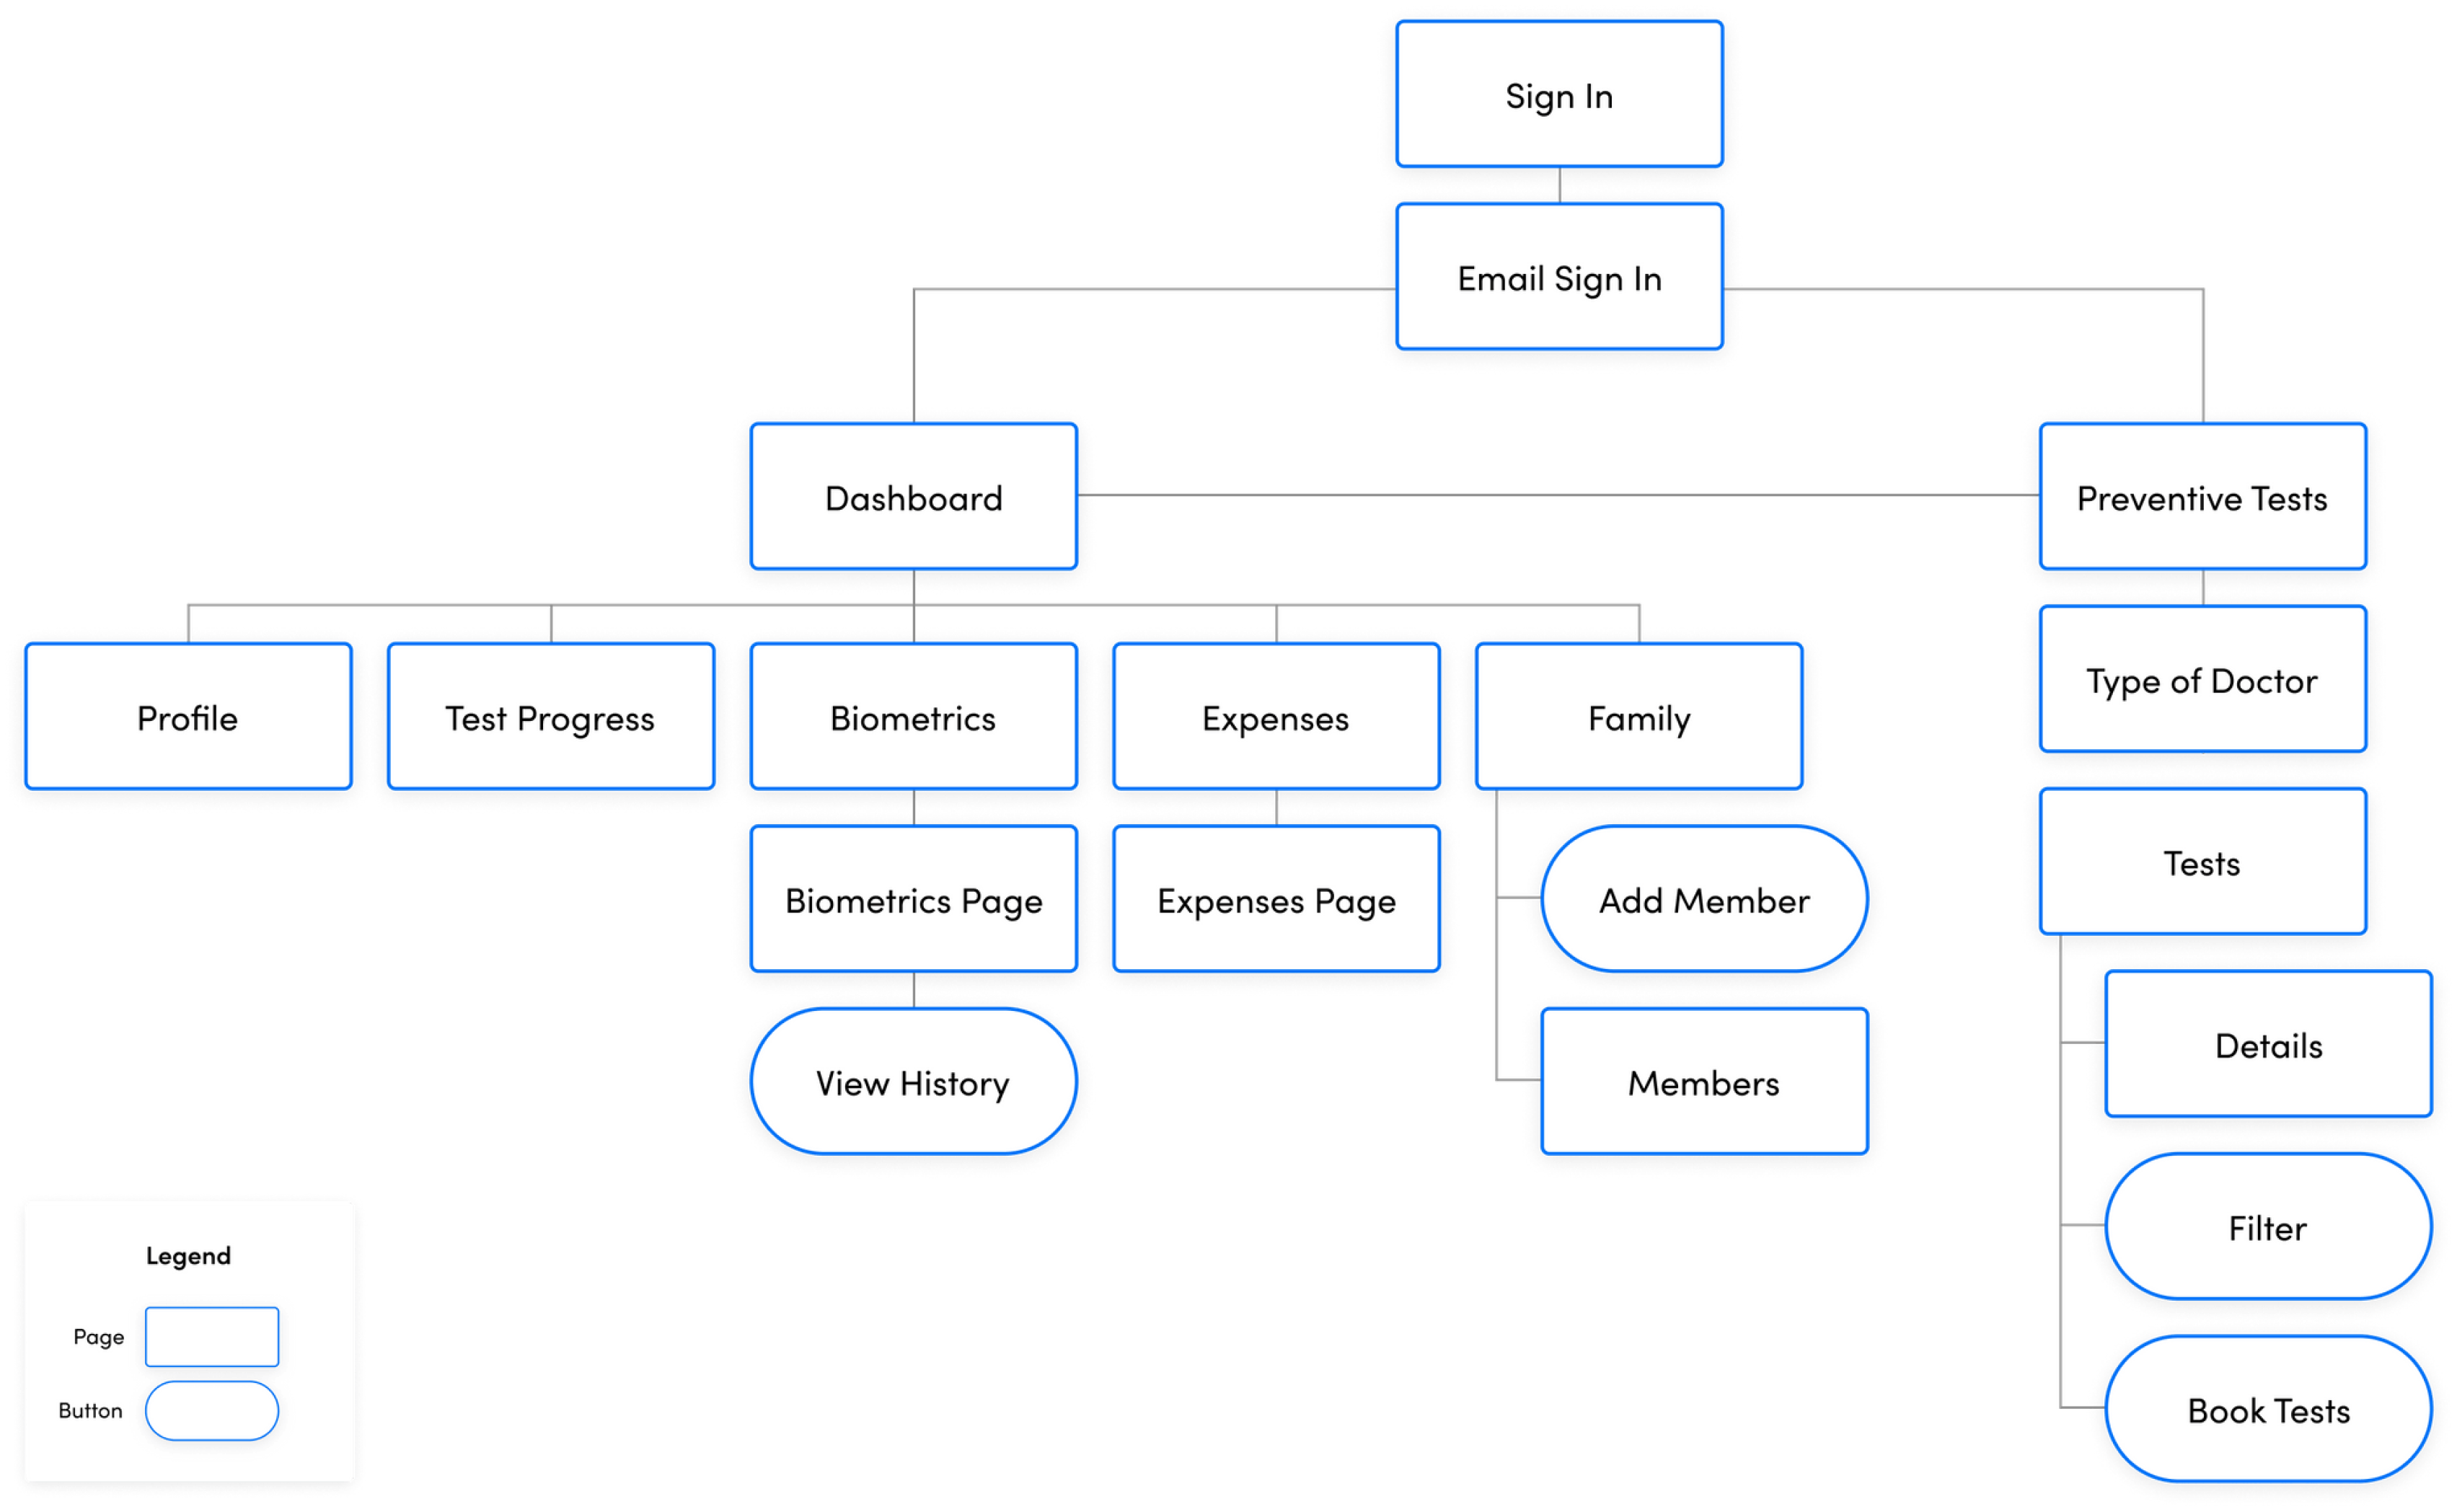 Sign In
Email Sign In
Dashboard
Preventive Tests
Profile
Test Progress
Biometrics
Expenses
Family
Type of Doctor
Biometrics Page
Expenses Page
Add Member
Tests
View History
Members
Details
Filter
Book Tests
Legend
Page
Button